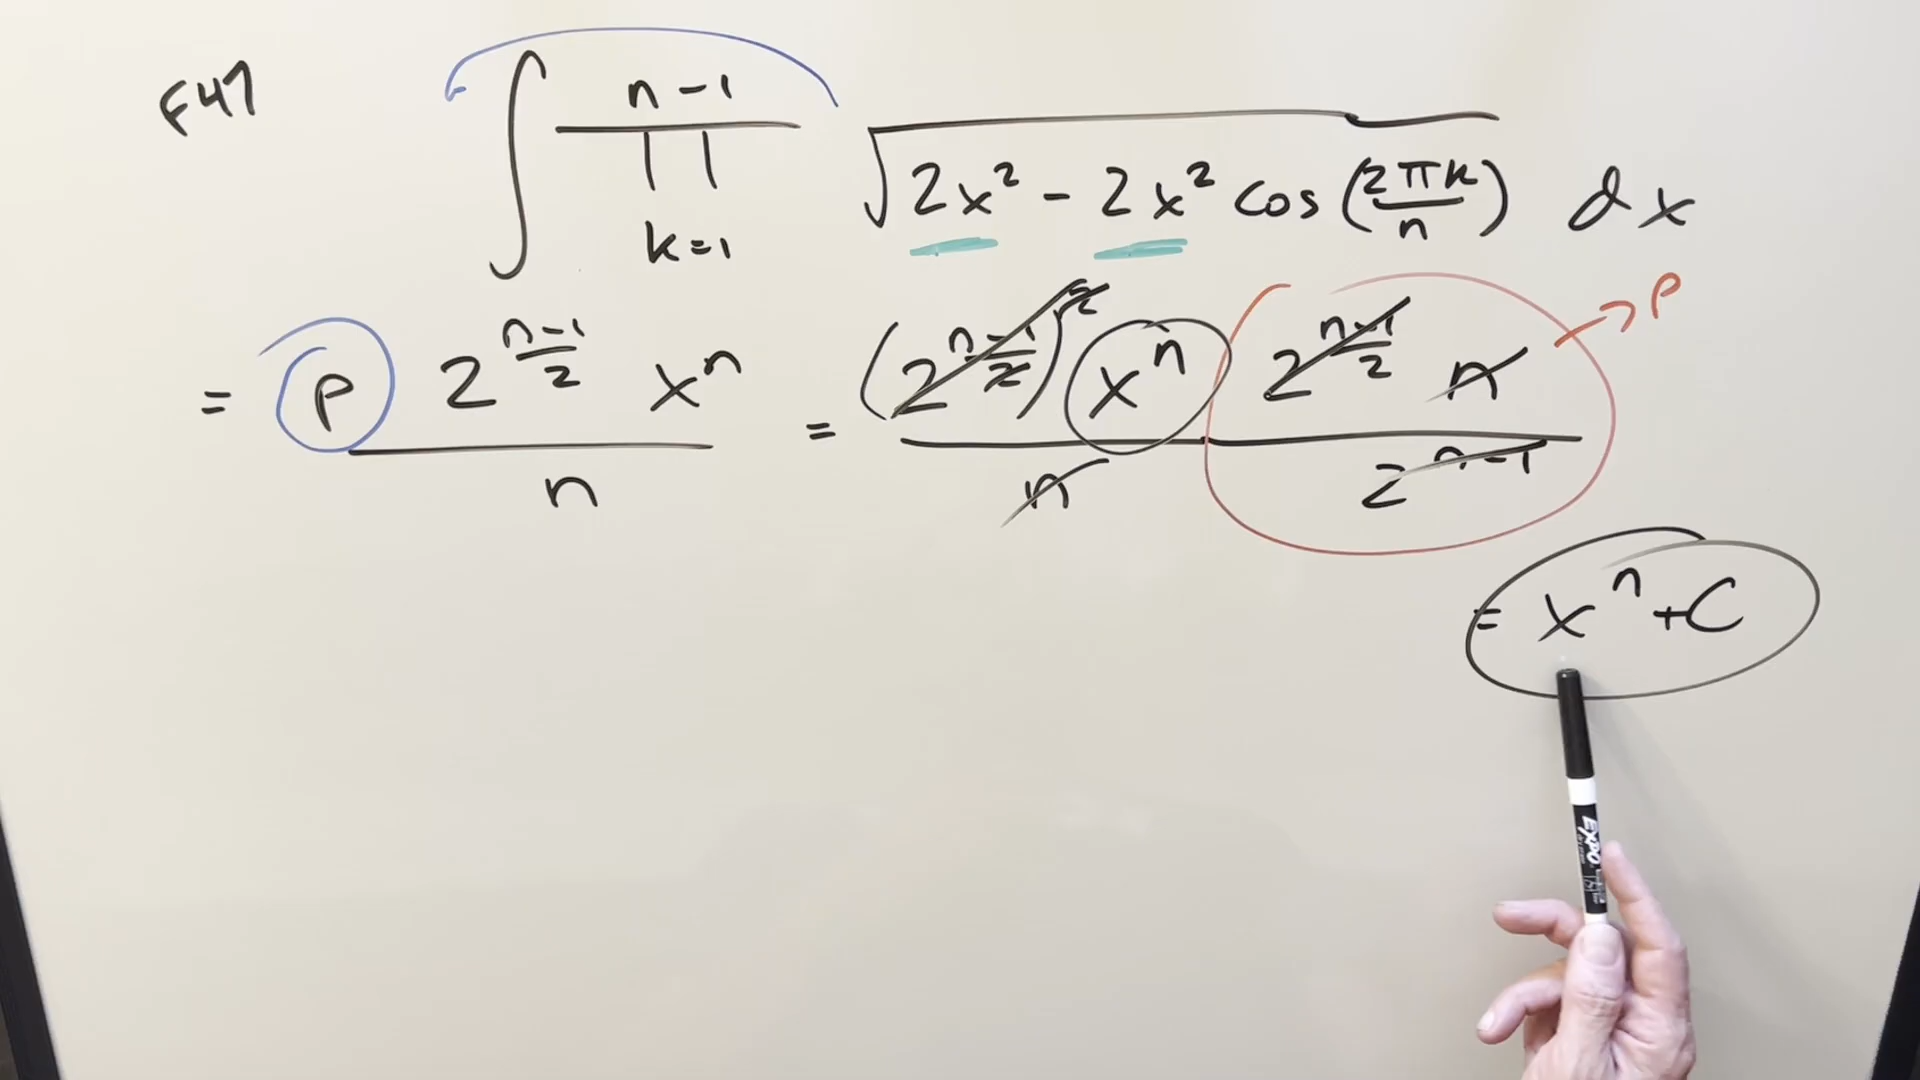 F47 ∫ ∏_{k=1}^{n-1} √(2x² - 2x² cos(2πk/n)) dx
= P 2^{(n-1)/2} x^n / n = (2^{(n-1)/2})² x^n 2^{(n-1)/2} n / (n 2^{n-1}) → P
= x^n + C
EXPO